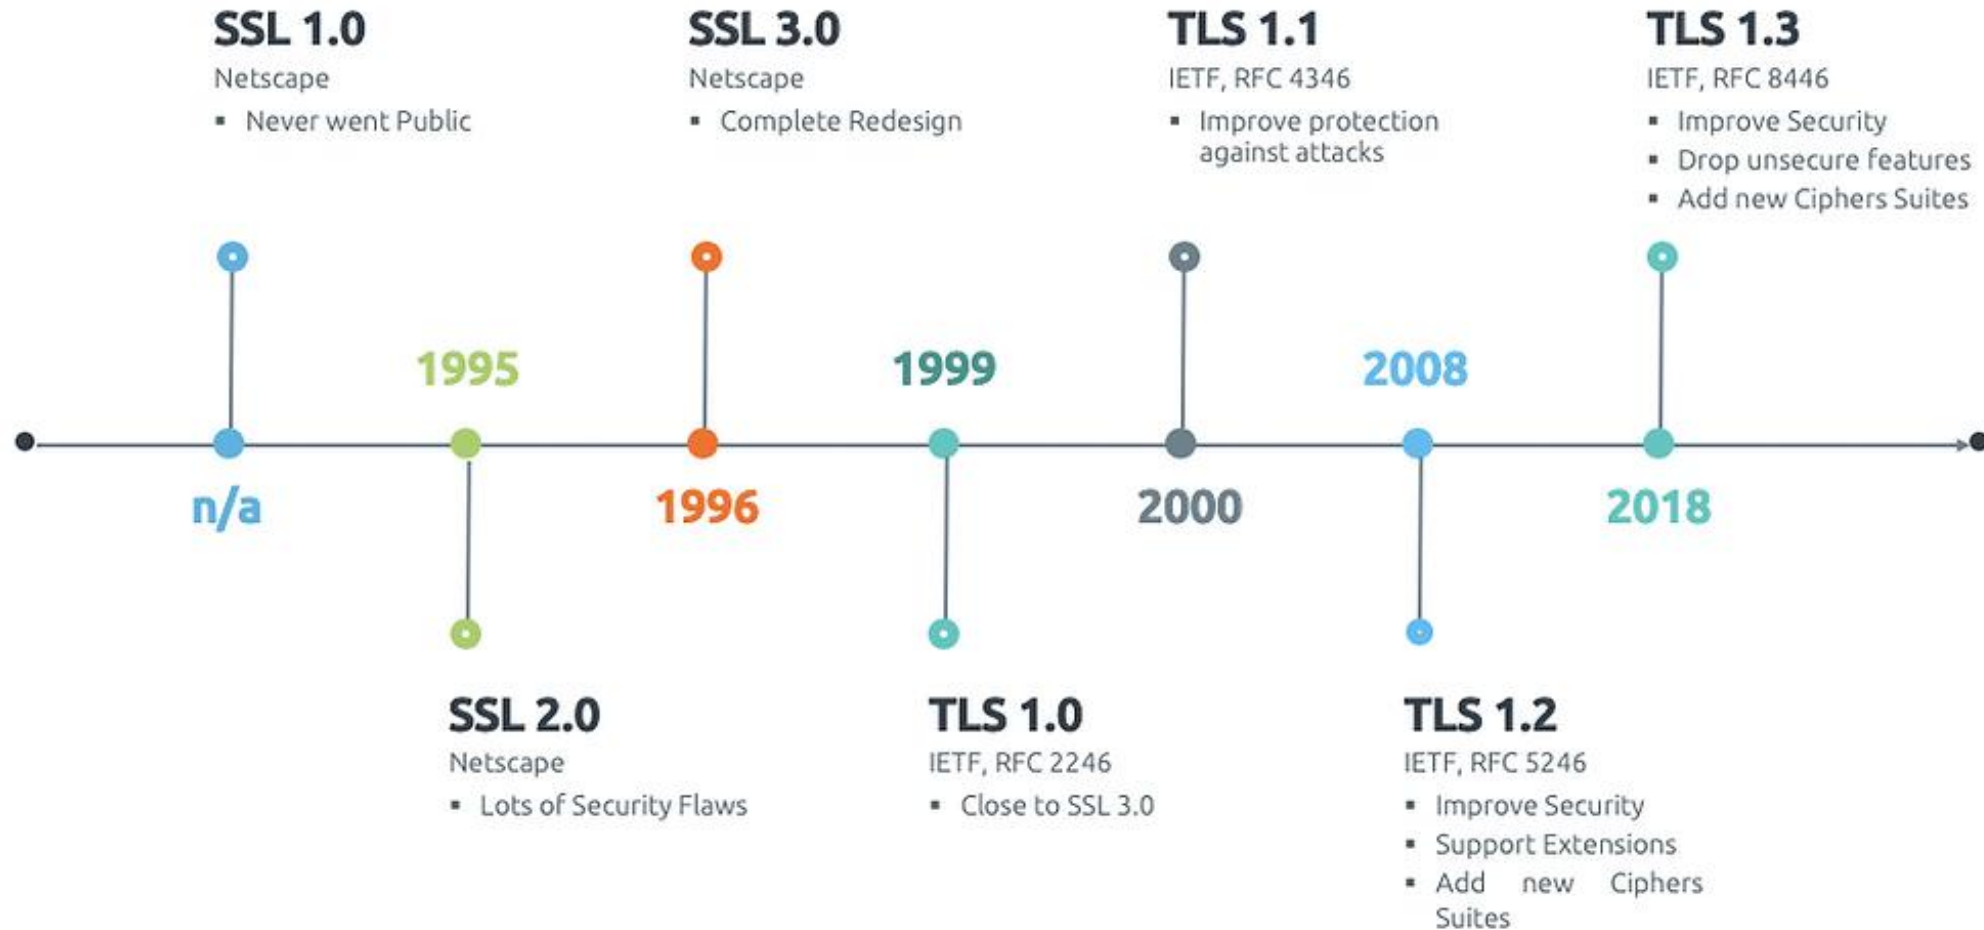 SSL 1.0
Netscape
▪ Never went Public
SSL 3.0
Netscape
▪ Complete Redesign
TLS 1.1
IETF, RFC 4346
▪ Improve protection
against attacks
TLS 1.3
IETF, RFC 8446
▪ Improve Security
▪ Drop unsecure features
▪ Add new Ciphers Suites
1995
1999
2008
n/a
1996
2000
2018
SSL 2.0
Netscape
▪ Lots of Security Flaws
TLS 1.0
IETF, RFC 2246
▪ Close to SSL 3.0
TLS 1.2
IETF, RFC 5246
▪ Improve Security
▪ Support Extensions
▪ Add new Ciphers
Suites